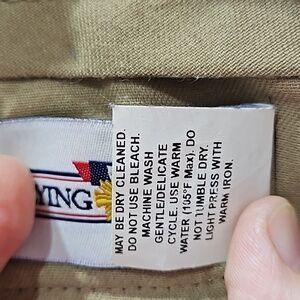 YING
MAY BE DRY CLEANED.
DO NOT USE BLEACH.
MACHINE WASH
GENTLE/DELICATE
CYCLE. USE WARM
WATER (105°F Max). DO
NOT TUMBLE DRY.
LIGHT PRESS WITH
WARM IRON.